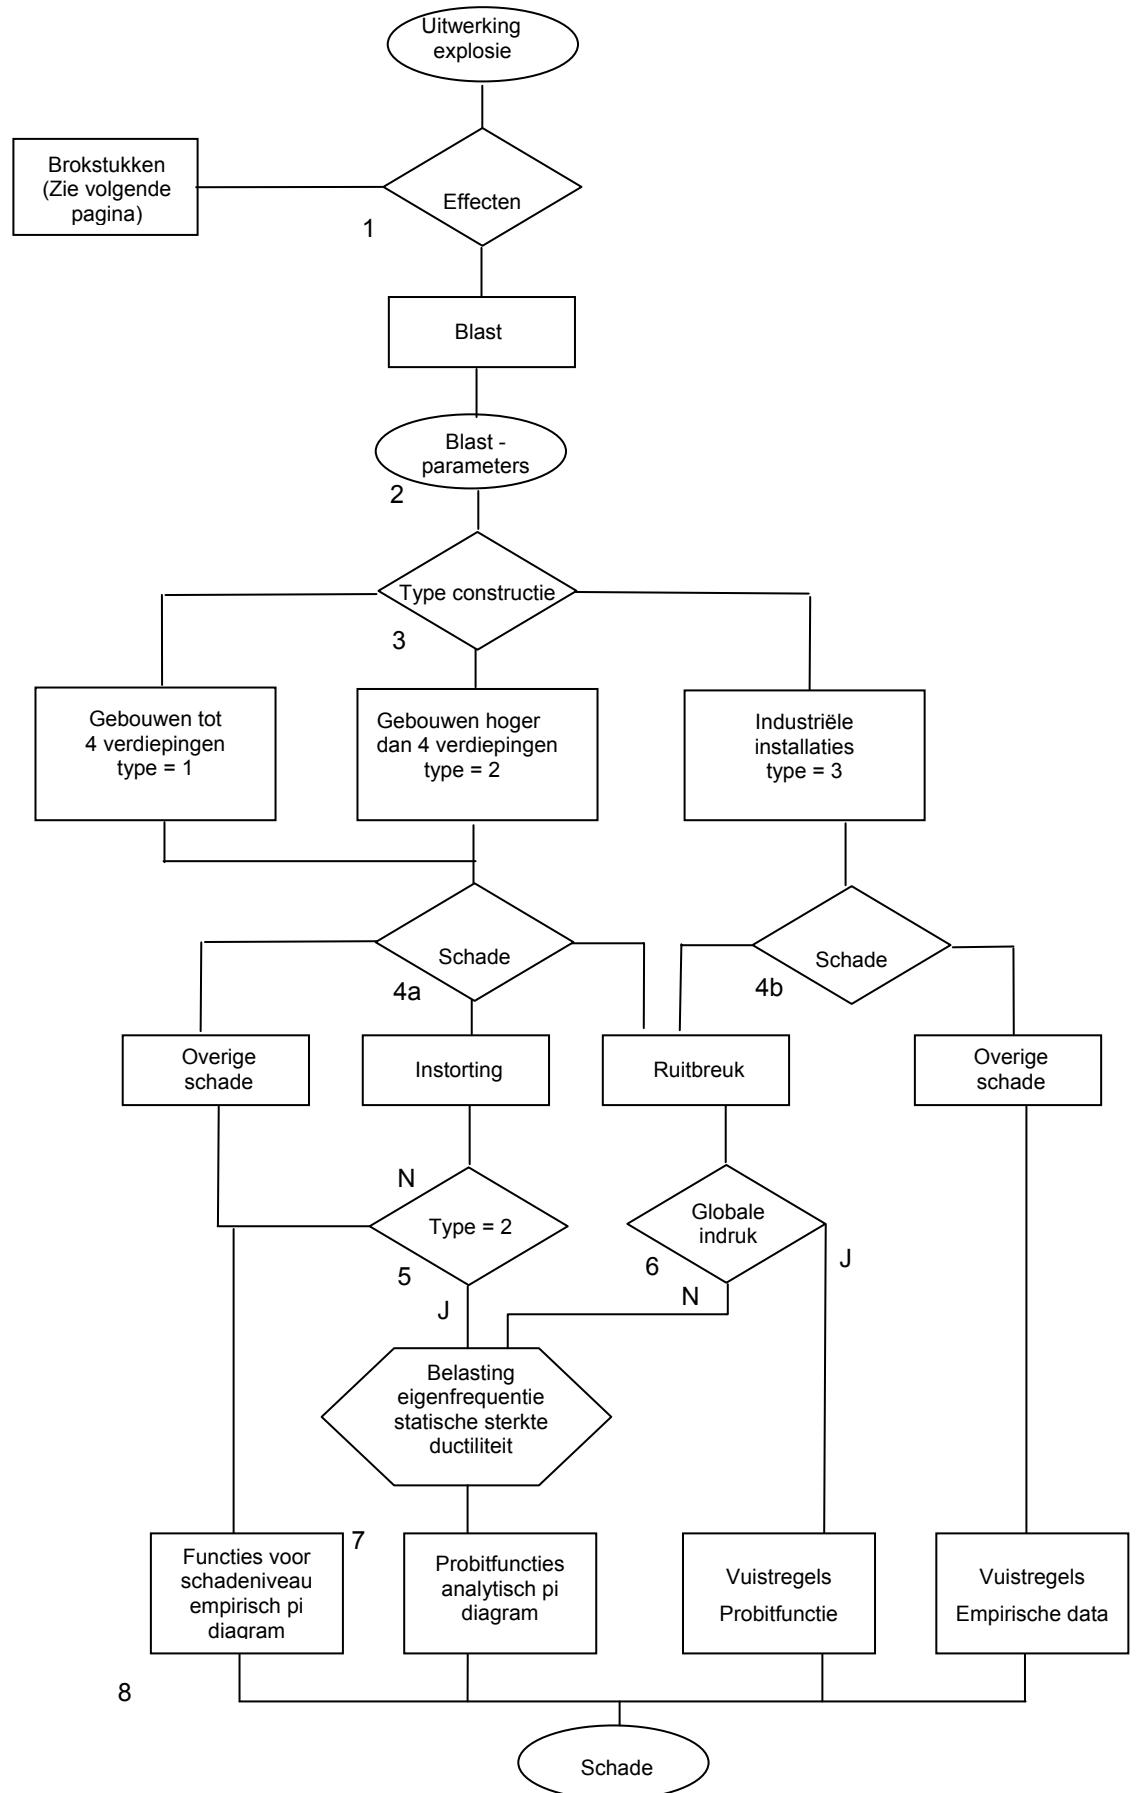 Uitwerking
explosie
Brokstukken
(Zie volgende
pagina)
Effecten
1
Blast
Blast -
parameters
2
Type constructie
3
Gebouwen tot
4 verdiepingen
type = 1
Gebouwen hoger
dan 4 verdiepingen
type = 2
Industriële
installaties
type = 3
Schade
4a
Schade
4b
Overige
schade
Instorting
Ruitbreuk
Overige
schade
N
Type = 2
5
J
Globale
indruk
6
J
N
Belasting
eigenfrequentie
statische sterkte
ductiliteit
7
Functies voor
schadeniveau
empirisch pi
diagram
Probitfuncties
analytisch pi
diagram
Vuistregels
Probitfunctie
Vuistregels
Empirische data
8
Schade